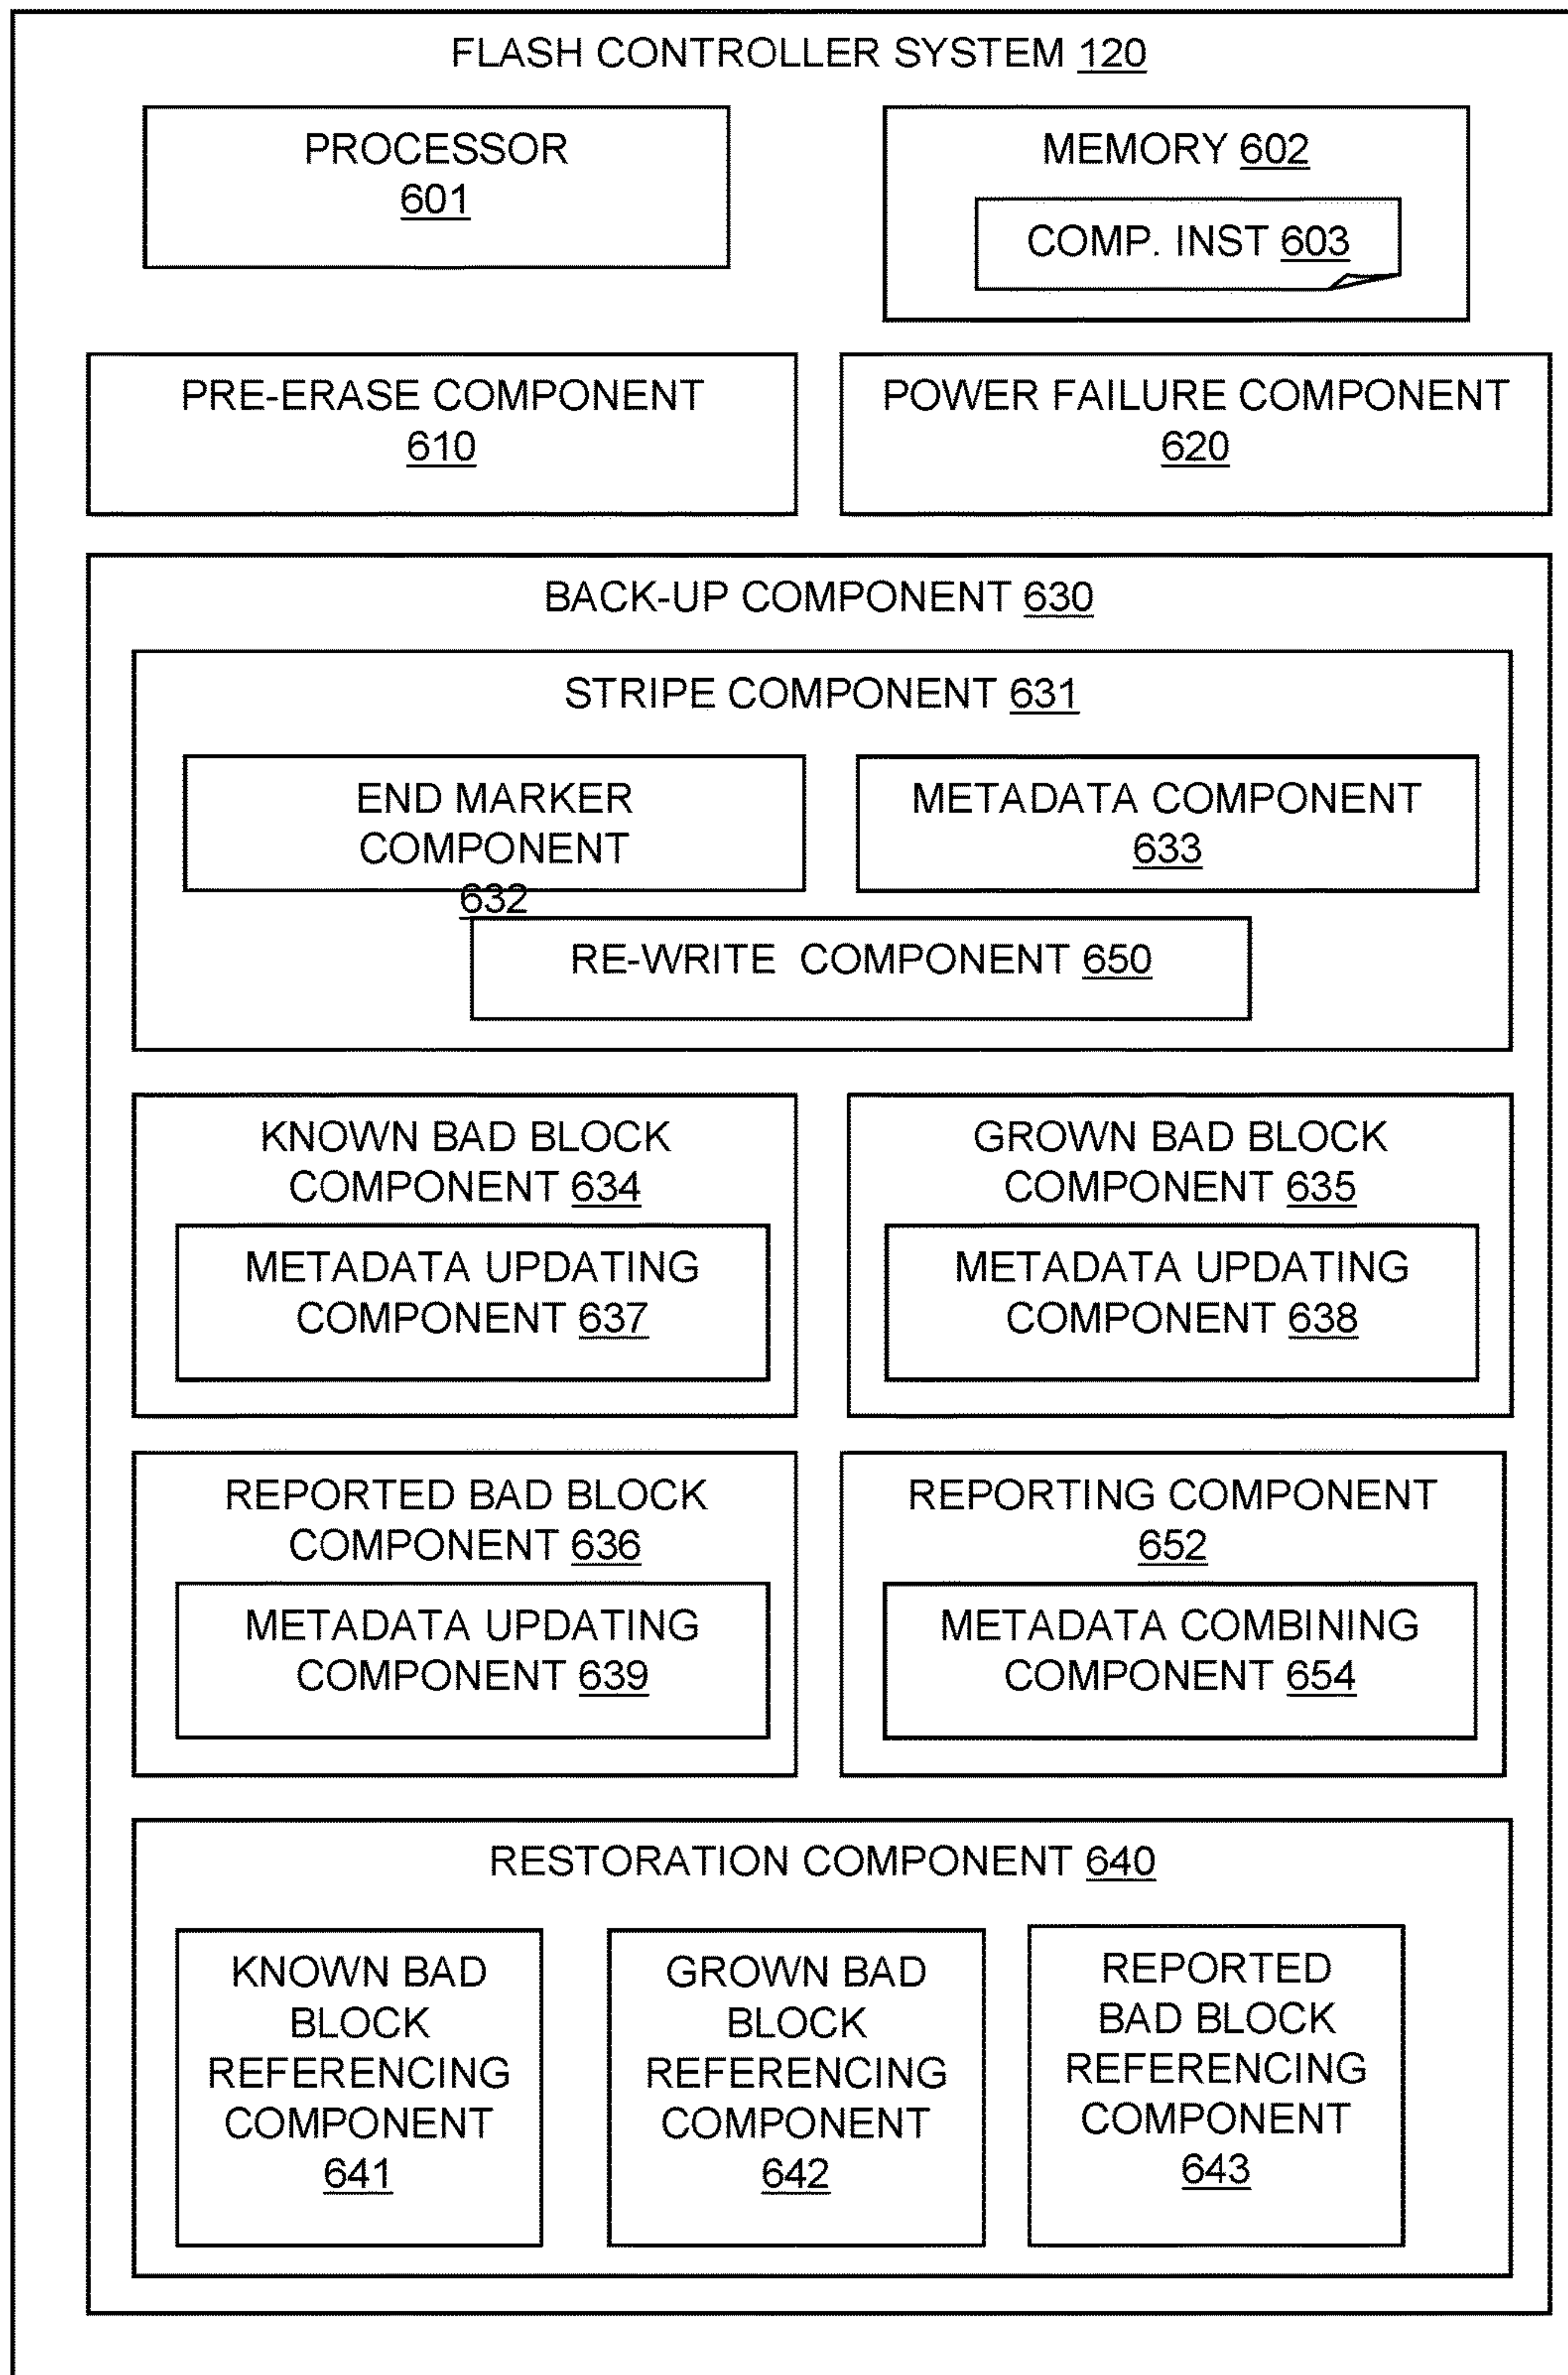 FLASH CONTROLLER SYSTEM 120
PROCESSOR
601
MEMORY 602
COMP. INST 603
PRE-ERASE COMPONENT
610
POWER FAILURE COMPONENT
620
BACK-UP COMPONENT 630
STRIPE COMPONENT 631
END MARKER
COMPONENT
632
METADATA COMPONENT
633
RE-WRITE COMPONENT 650
KNOWN BAD BLOCK
COMPONENT 634
METADATA UPDATING
COMPONENT 637
GROWN BAD BLOCK
COMPONENT 635
METADATA UPDATING
COMPONENT 638
REPORTED BAD BLOCK
COMPONENT 636
METADATA UPDATING
COMPONENT 639
REPORTING COMPONENT
652
METADATA COMBINING
COMPONENT 654
RESTORATION COMPONENT 640
KNOWN BAD
BLOCK
REFERENCING
COMPONENT
641
GROWN BAD
BLOCK
REFERENCING
COMPONENT
642
REPORTED
BAD BLOCK
REFERENCING
COMPONENT
643